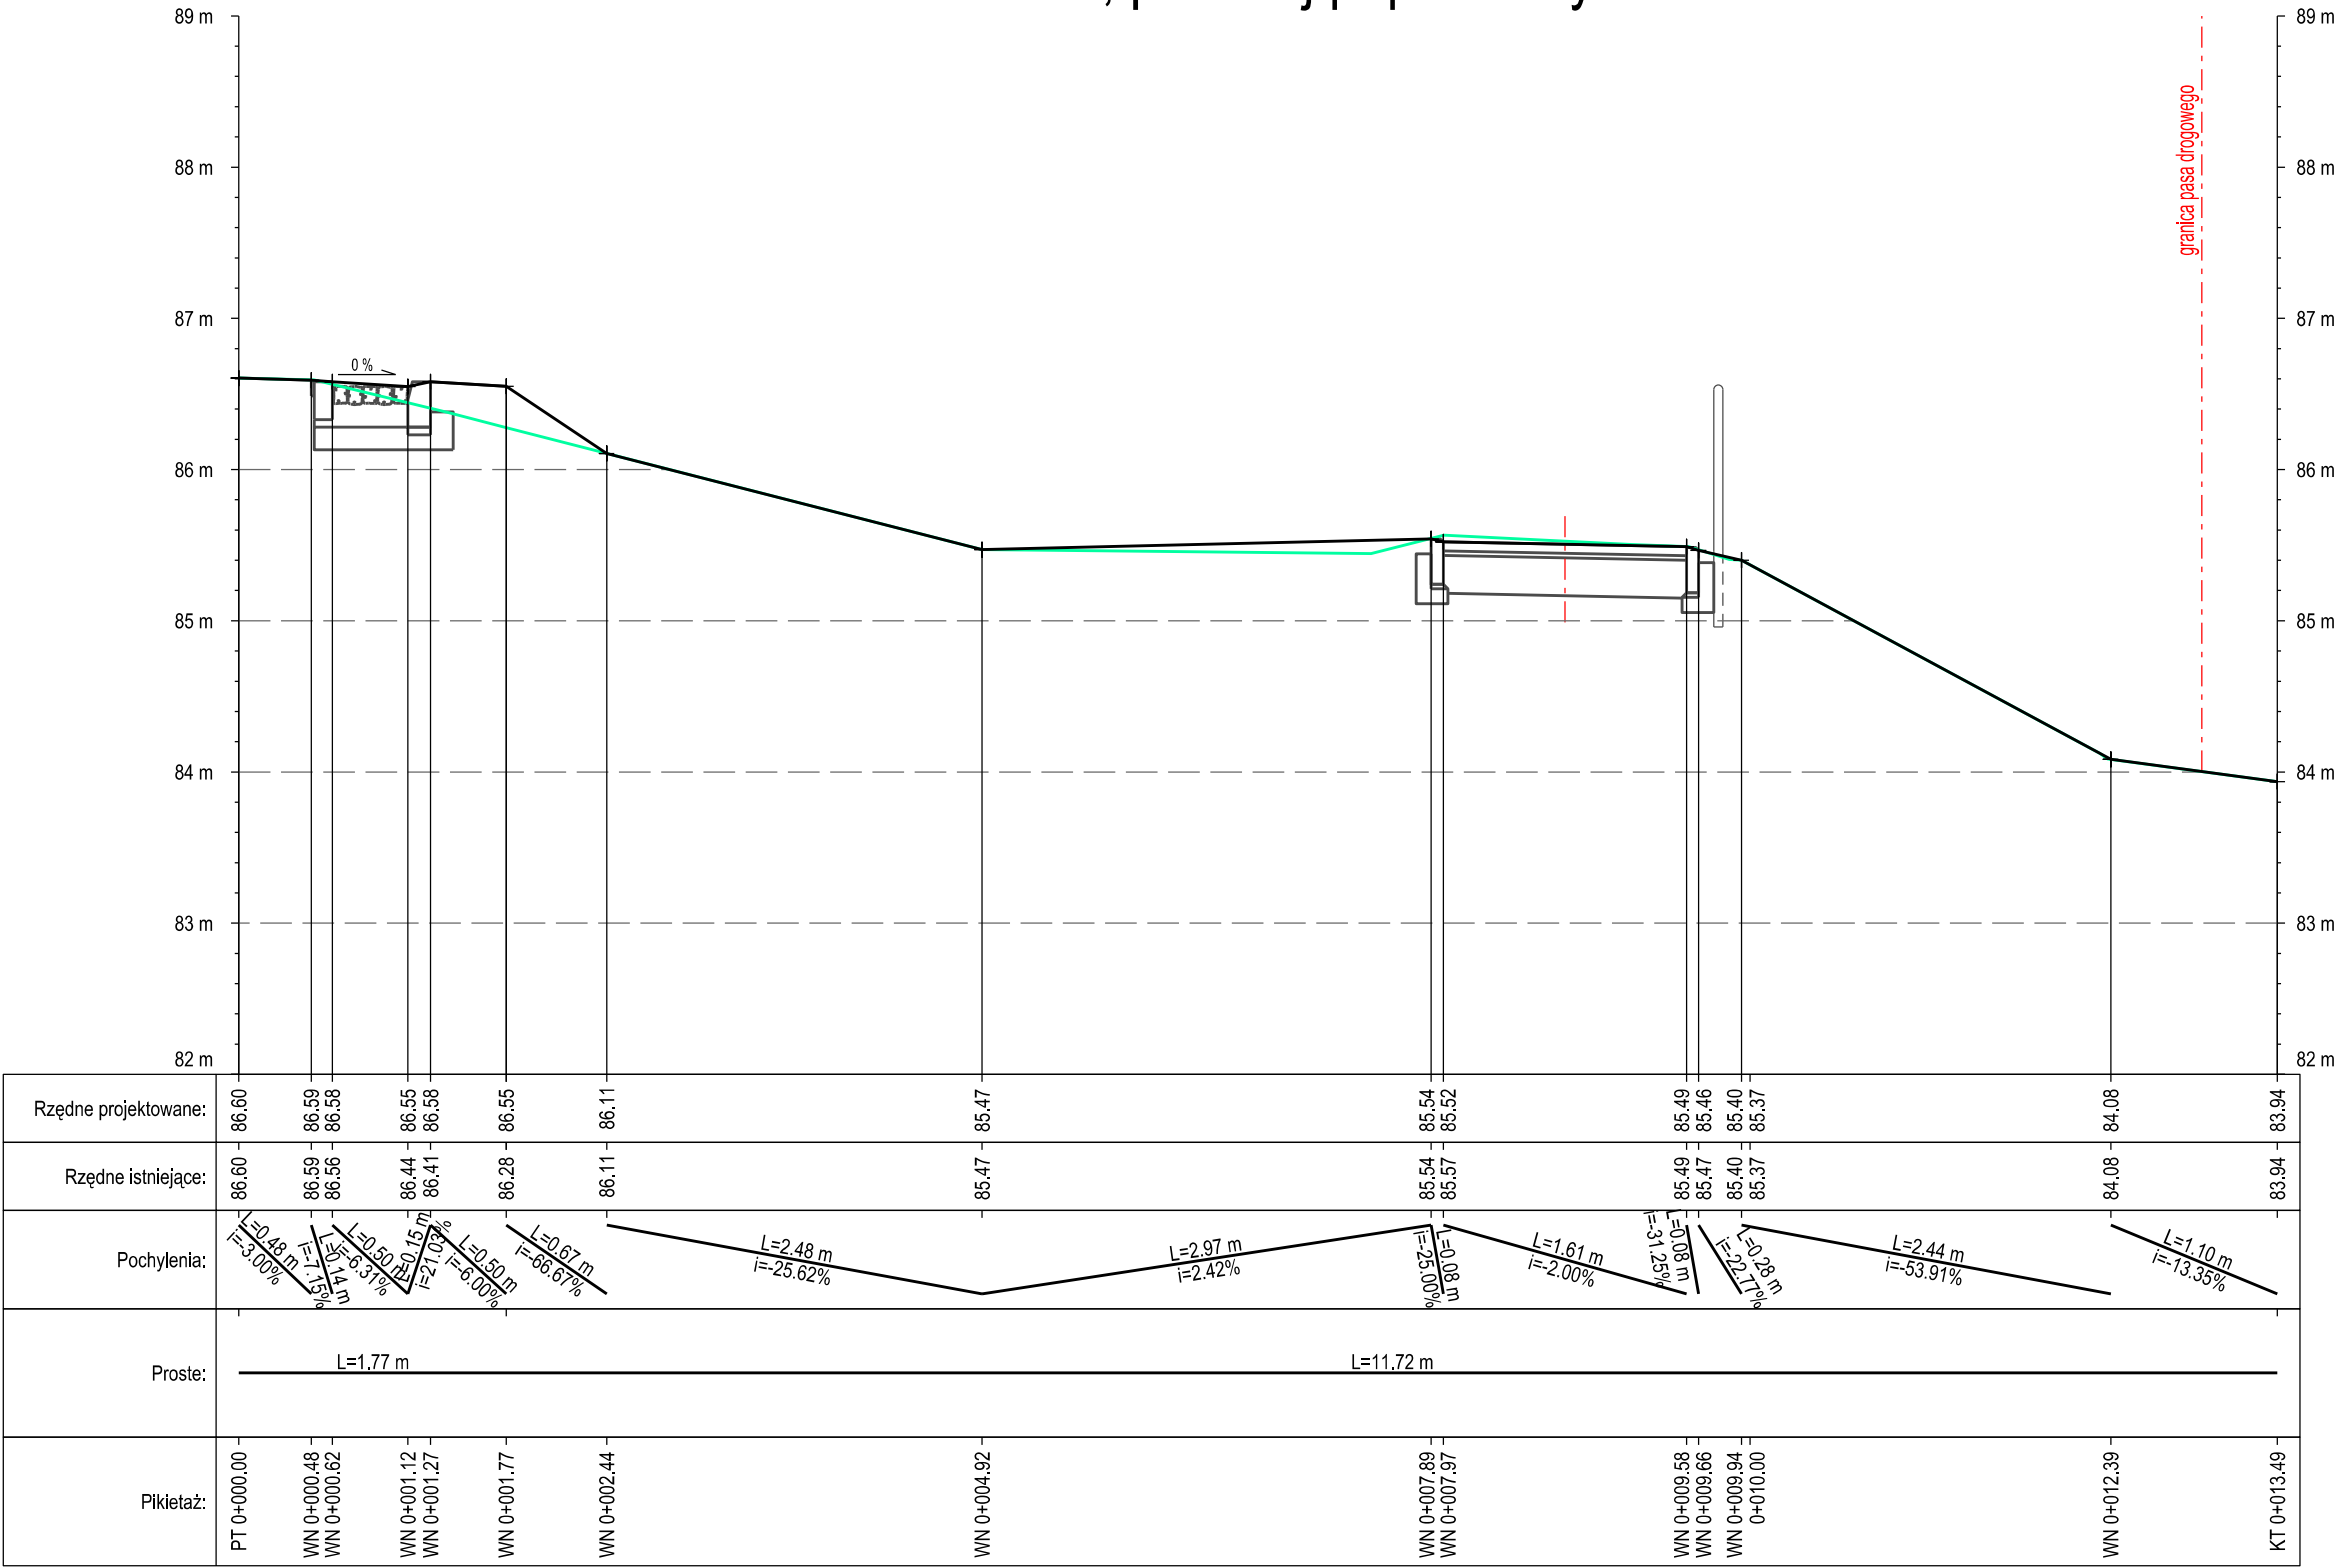 89 m
89 m
88 m
88 m
87 m
87 m
86 m
86 m
85 m
85 m
84 m
84 m
83 m
83 m
82 m
82 m
granica pasa drogowego
0 %
Rzędne projektowane:
86.60
86.59
86.58
86.55
86.58
86.55
86.11
85.47
85.54
85.52
85.49
85.46
85.40
85.37
84.08
83.94
Rzędne istniejące:
86.60
86.59
86.56
86.44
86.41
86.28
86.11
85.47
85.54
85.57
85.49
85.47
85.40
85.37
84.08
83.94
Pochylenia:
L=0.48 m
i=-3.00%
L=0.14 m
i=-7.15%
L=0.50 m
i=-6.31%
L=0.15 m
i=21.03%
L=0.50 m
i=-6.00%
L=0.67 m
i=-66.67%
L=2.48 m
i=-25.62%
L=2.97 m
i=2.42%
L=0.08 m
i=-25.00%
L=1.61 m
i=-2.00%
L=0.08 m
i=-31.25%
L=0.28 m
i=-22.77%
L=2.44 m
i=-53.91%
L=1.10 m
i=-13.35%
Proste:
L=1.77 m
L=11.72 m
Pikietaż:
PT 0+000.00
WN 0+000.48
WN 0+000.62
WN 0+001.12
WN 0+001.27
WN 0+001.77
WN 0+002.44
WN 0+004.92
WN 0+007.89
WN 0+007.97
WN 0+009.58
WN 0+009.66
WN 0+009.94
0+010.00
WN 0+012.39
KT 0+013.49